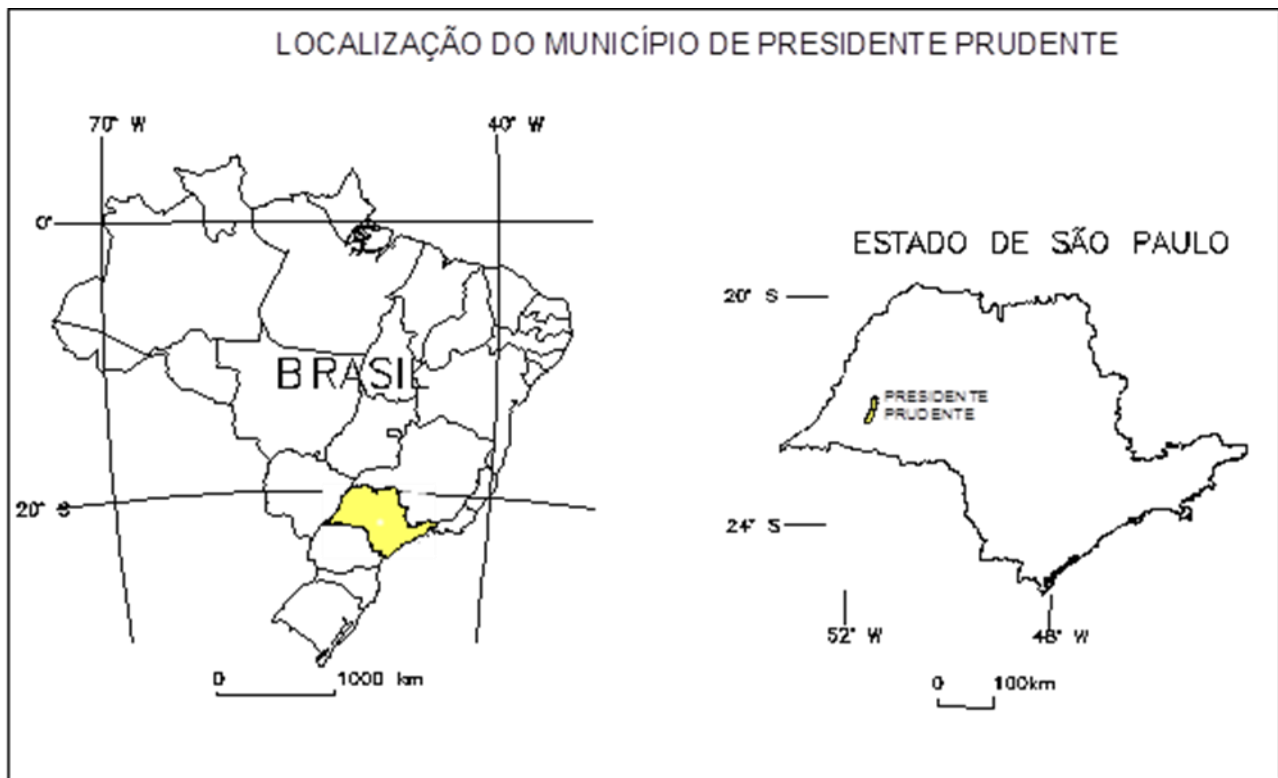 LOCALIZAÇÃO DO MUNICÍPIO DE PRESIDENTE PRUDENTE
70° W
40° W
0°
BRASIL
20° S
0 1000 km
ESTADO DE SÃO PAULO
20° S
PRESIDENTE
PRUDENTE
24° S
52° W
48° W
0 100km